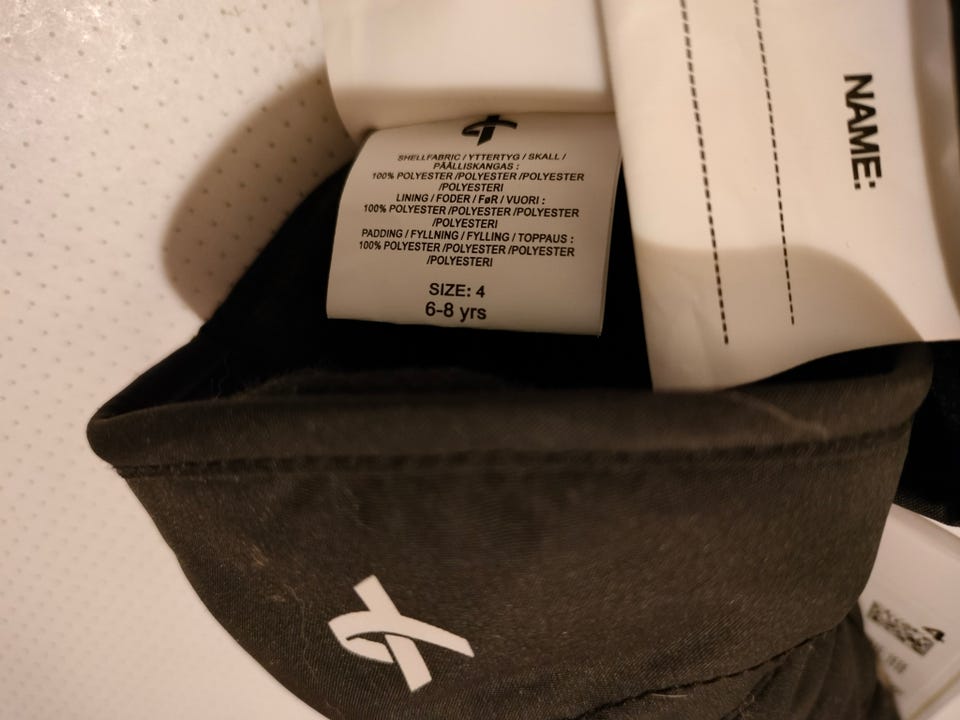 SHELLFABRIC / YTTERTYG / SKALL /
PÄÄLLISKANGAS :
100% POLYESTER /POLYESTER /POLYESTER
/POLYESTERI
LINING / FODER / FøR / VUORI :
100% POLYESTER /POLYESTER /POLYESTER
/POLYESTERI
PADDING / FYLLNING / FYLLING / TOPPAUS :
100% POLYESTER /POLYESTER /POLYESTER
/POLYESTERI
SIZE: 4
6-8 yrs
NAME:
4